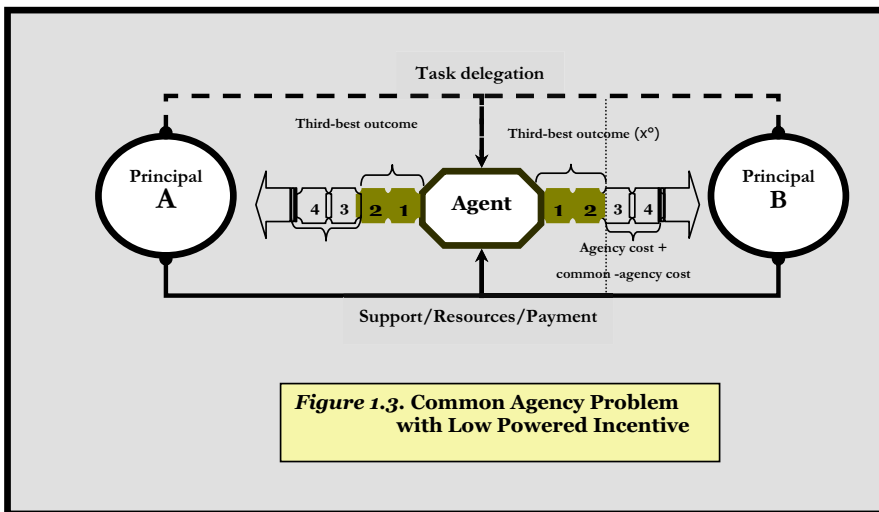 Task delegation
Third-best outcome
Third-best outcome (x°)
Principal
A
4 3 2 1
Agent
1 2 3 4
Principal
B
Agency cost +
common -agency cost
Support/Resources/Payment
Figure 1.3. Common Agency Problem
with Low Powered Incentive